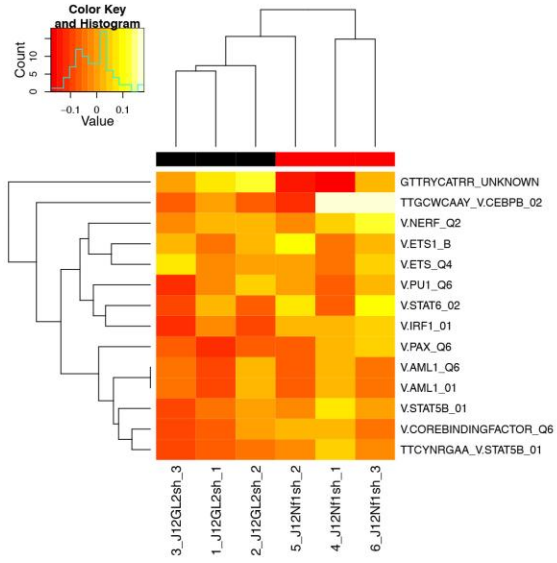 Color Key
and Histogram
Count
0 5 10
-0.1 0 0.1
Value
GTTRYCATRR_UNKNOWN
TTGCWCAAY_V.CEBPB_02
V.NERF_Q2
V.ETS1_B
V.ETS_Q4
V.PU1_Q6
V.STAT6_02
V.IRF1_01
V.PAX_Q6
V.AML1_Q6
V.AML1_01
V.STAT5B_01
V.COREBINDINGFACTOR_Q6
TTCYNRGAA_V.STAT5B_01
3_J12GL2sh_3
1_J12GL2sh_1
2_J12GL2sh_2
5_J12Nf1sh_2
4_J12Nf1sh_1
6_J12Nf1sh_3